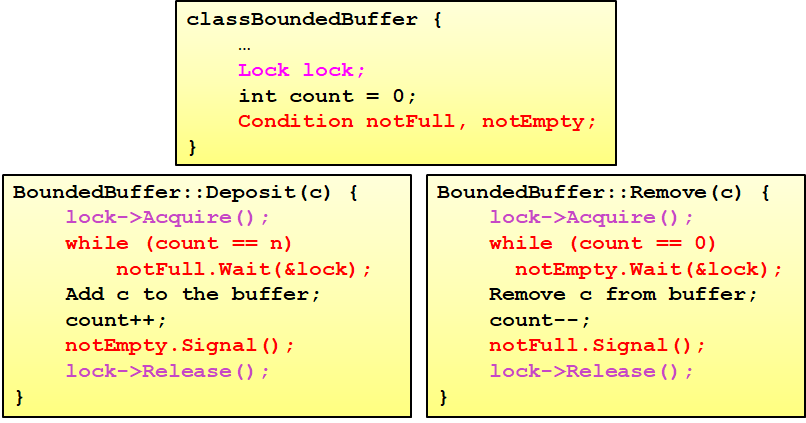 classBoundedBuffer {
…
Lock lock;
int count = 0;
Condition notFull, notEmpty;
}
BoundedBuffer::Deposit(c) {
lock->Acquire();
while (count == n)
notFull.Wait(&lock);
Add c to the buffer;
count++;
notEmpty.Signal();
lock->Release();
}
BoundedBuffer::Remove(c) {
lock->Acquire();
while (count == 0)
notEmpty.Wait(&lock);
Remove c from buffer;
count--;
notFull.Signal();
lock->Release();
}